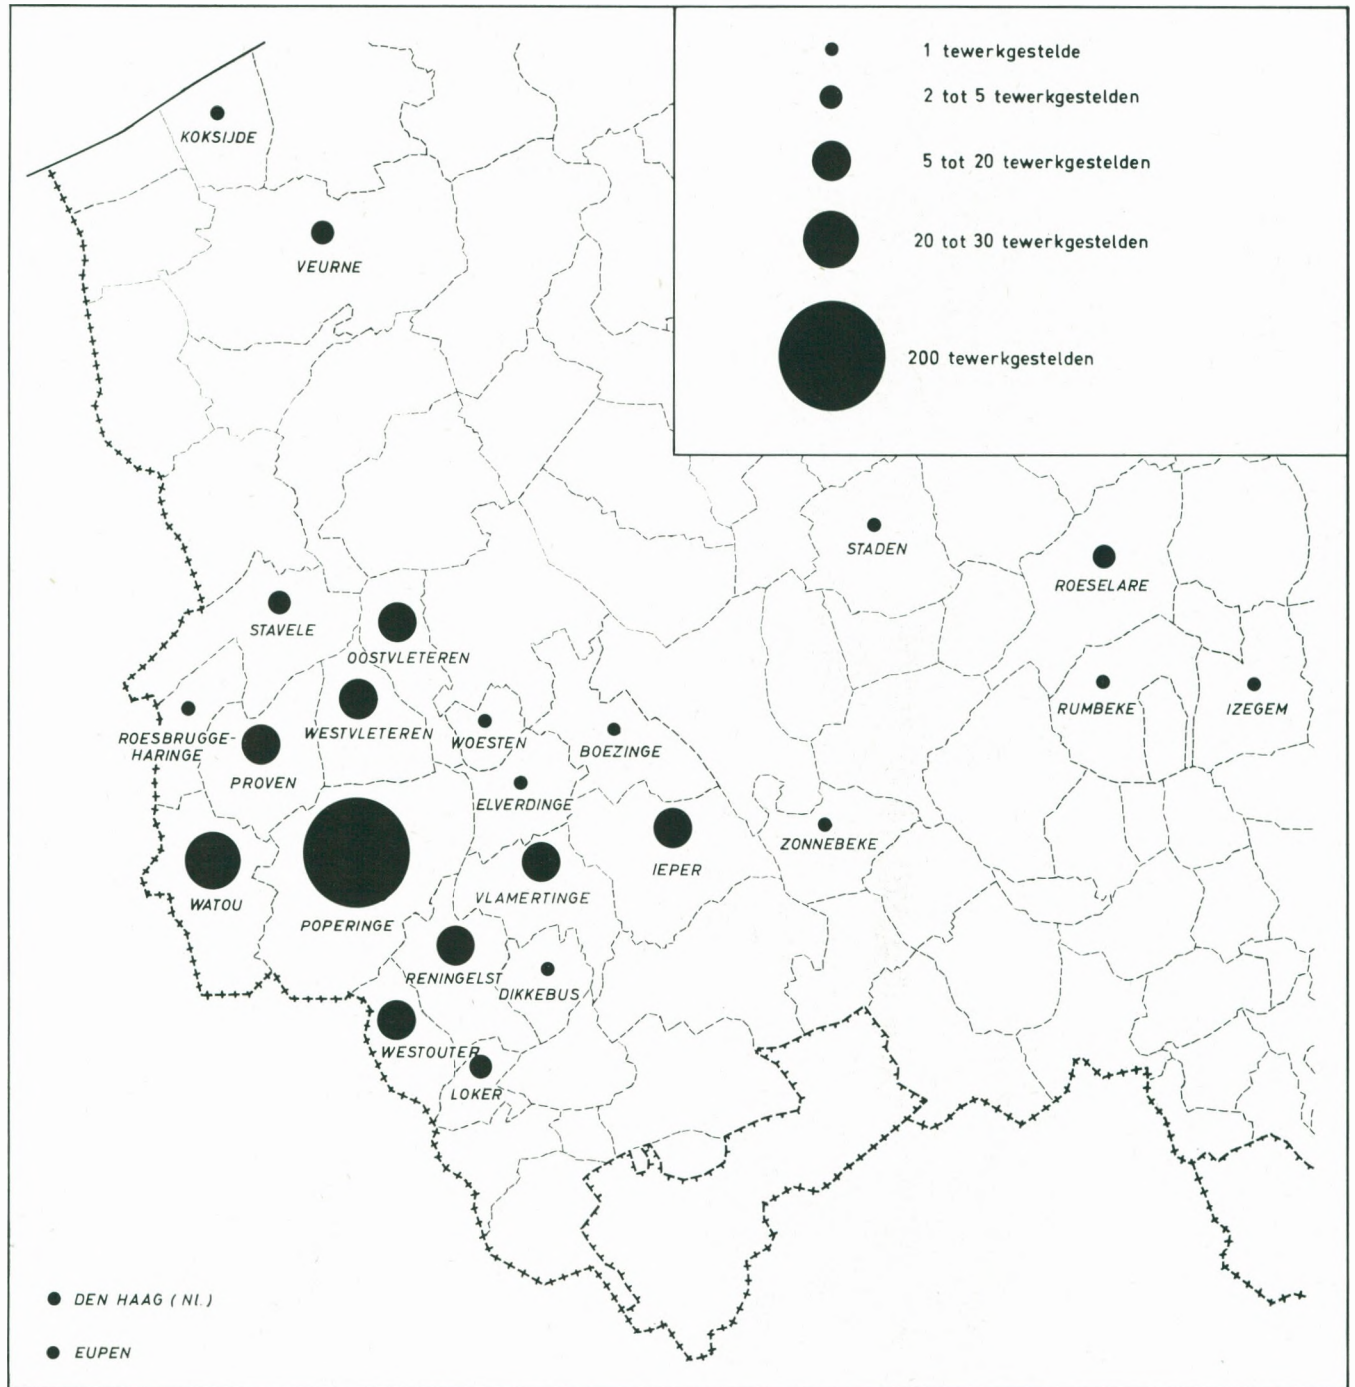 1 tewerkgestelde
2 tot 5 tewerkgestelden
5 tot 20 tewerkgestelden
20 tot 30 tewerkgestelden
200 tewerkgestelden
KOKSIJDE
VEURNE
STADEN
ROESELARE
STAVELE
OOSTVLETEREN
ROESBRUGGE-
HARINGE
PROVEN
WESTVLETEREN
WOESTEN
BOEZINGE
RUMBEKE
IZEGEM
ELVERDINGE
ZONNEBEKE
IEPER
WATOU
POPERINGE
VLAMERTINGE
RENINGELST
DIKKEBUS
WESTOUTER
LOKER
DEN HAAG (Nl.)
EUPEN